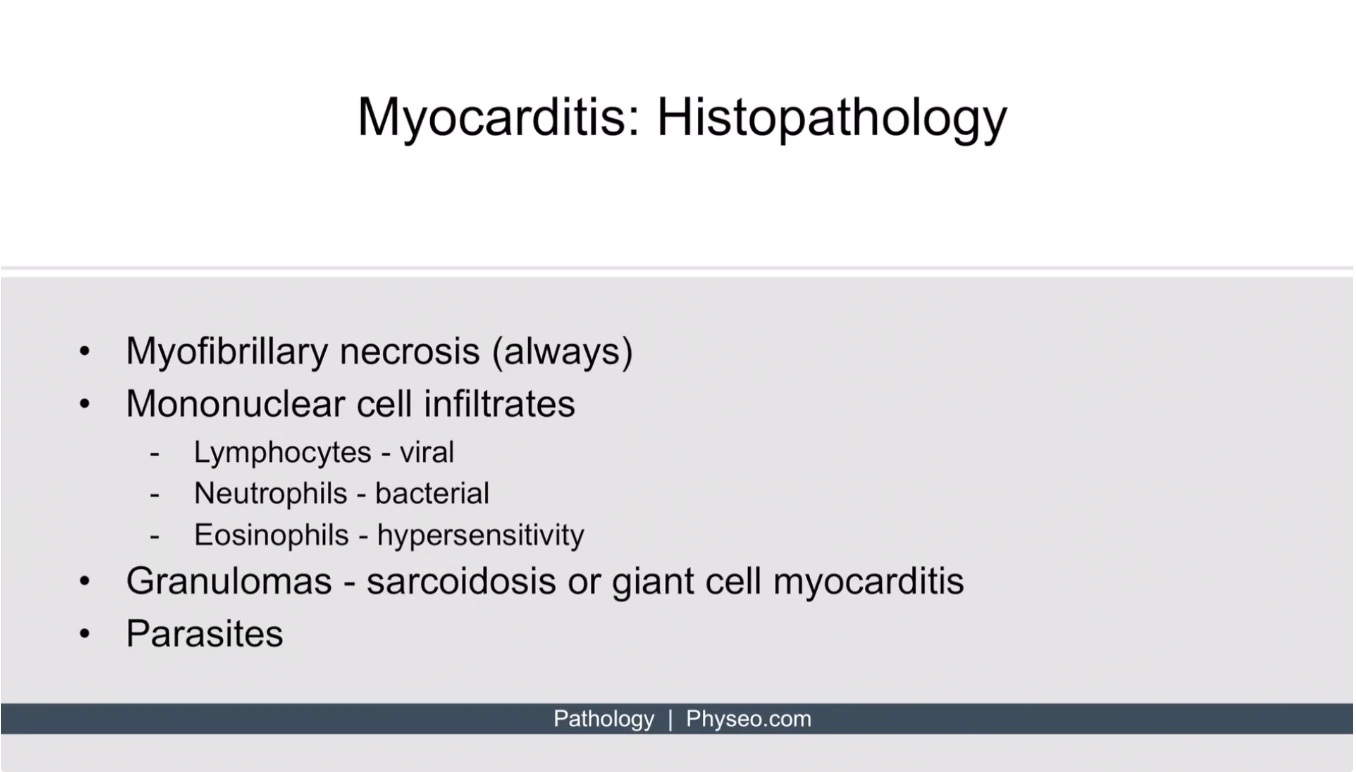 Myocarditis: Histopathology
• Myofibrillary necrosis (always)
• Mononuclear cell infiltrates
- Lymphocytes - viral
- Neutrophils - bacterial
- Eosinophils - hypersensitivity
• Granulomas - sarcoidosis or giant cell myocarditis
• Parasites
Pathology | Physeo.com